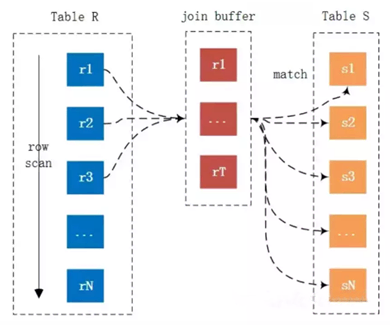 Table R
join buffer
Table S
r1
r2
r3
...
rN
row
scan
r1
...
rT
match
s1
s2
s3
...
sN